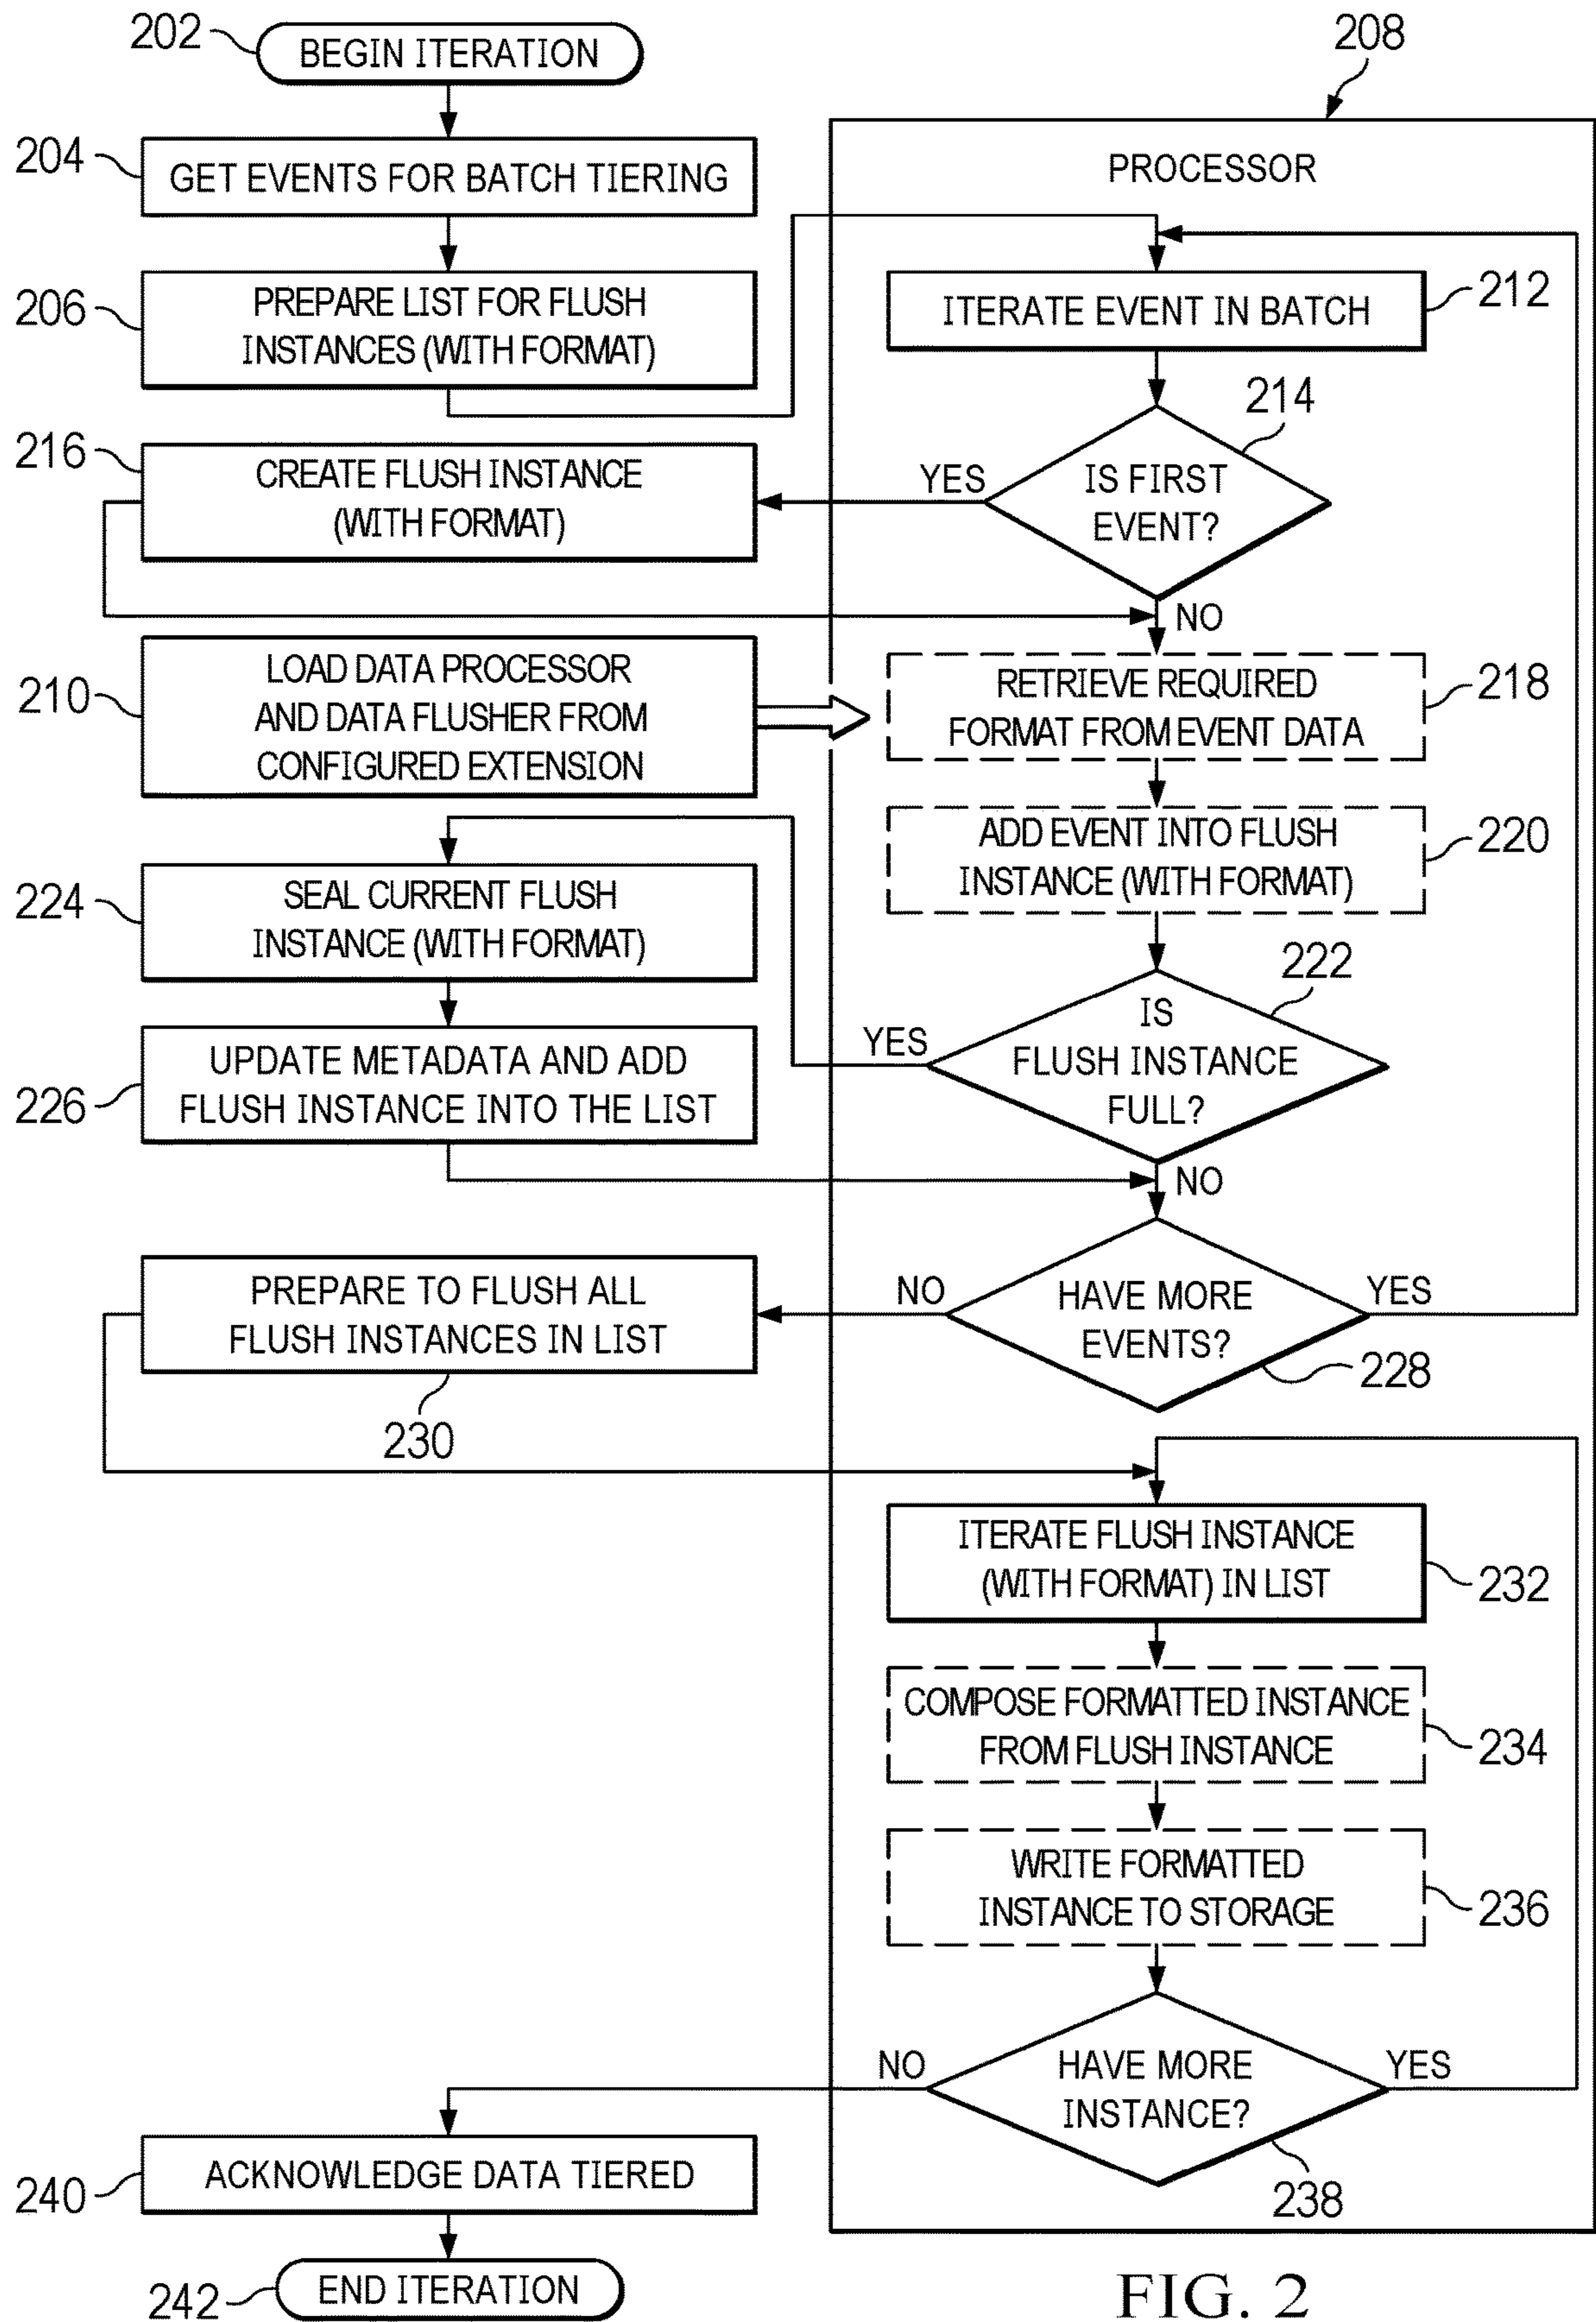 202
BEGIN ITERATION
208
204
GET EVENTS FOR BATCH TIERING
PROCESSOR
206
PREPARE LIST FOR FLUSH
INSTANCES (WITH FORMAT)
ITERATE EVENT IN BATCH
212
214
216
CREATE FLUSH INSTANCE
(WITH FORMAT)
YES
IS FIRST
EVENT?
NO
210
LOAD DATA PROCESSOR
AND DATA FLUSHER FROM
CONFIGURED EXTENSION
RETRIEVE REQUIRED
FORMAT FROM EVENT DATA
218
ADD EVENT INTO FLUSH
INSTANCE (WITH FORMAT)
220
224
SEAL CURRENT FLUSH
INSTANCE (WITH FORMAT)
222
YES
IS
FLUSH INSTANCE
FULL?
226
UPDATE METADATA AND ADD
FLUSH INSTANCE INTO THE LIST
NO
PREPARE TO FLUSH ALL
FLUSH INSTANCES IN LIST
230
NO
HAVE MORE
EVENTS?
YES
228
ITERATE FLUSH INSTANCE
(WITH FORMAT) IN LIST
232
COMPOSE FORMATTED INSTANCE
FROM FLUSH INSTANCE
234
WRITE FORMATTED
INSTANCE TO STORAGE
236
NO
HAVE MORE
INSTANCE?
YES
238
240
ACKNOWLEDGE DATA TIERED
242
END ITERATION
FIG. 2